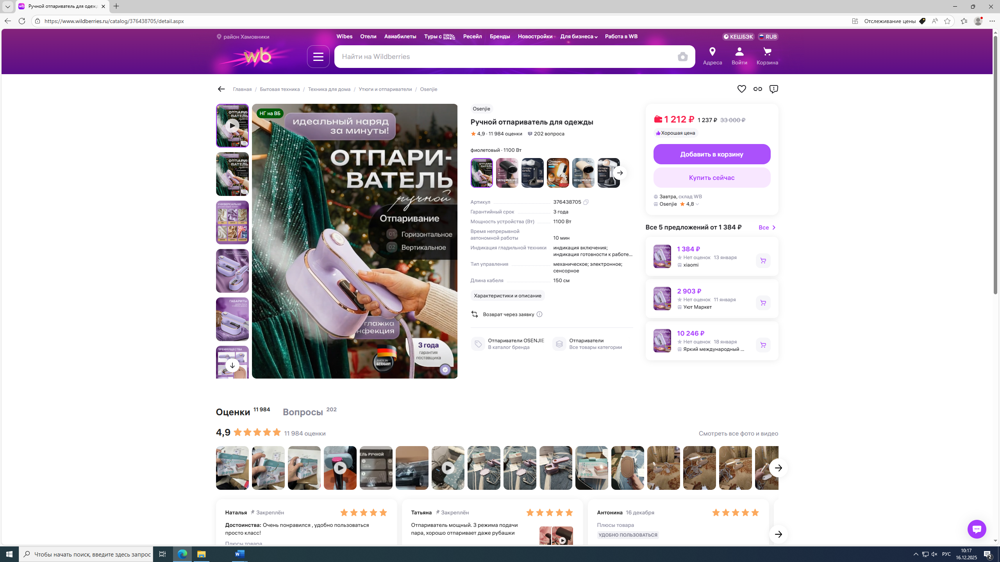 Ручной отпариватель для одежд
https://www.wildberries.ru/catalog/376438705/detail.aspx
Отслеживание цены
район Хамовники
Wibes
Отели
Авиабилеты
Туры с FUN SUN
Ресейл
Бренды
Новостройки
Для бизнеса
Работа в WB
КЕШБЭК
RUB
wb
Найти на Wildberries
Адреса
Войти
Корзина
Главная / Бытовая техника / Техника для дома / Утюги и отпариватели / Osenjie
НГ на ВБ
идеальный наряд
за минуты!
ОТПАРИ-
ВАТЕЛЬ
ручной
Отпаривание
01 Горизонтальное
02 Вертикальное
глажка
нфекция
MADE IN
GERMANY
3 года
гарантия
поставщика
УНИВЕРСАЛЬНО
180°
ГАБАРИТЫ
ПРЕИМУЩЕСТВА
Osenjie
Ручной отпариватель для одежды
4,9 · 11 984 оценки
202 вопроса
фиолетовый · 1100 Вт
Артикул 376438705
Гарантийный срок 3 года
Мощность устройства (Вт) 1100 Вт
Время непрерывной
автономной работы 10 мин
Индикация гладильной техники индикация включения;
индикация готовности к работе...
Тип управления механическое; электронное;
сенсорное
Длина кабеля 150 см
Характеристики и описание
Возврат через заявку
Отпариватели OSENJIE
В каталог бренда
Отпариватели
Все товары категории
1 212 ₽ 1 237 ₽ 33 000 ₽
Хорошая цена
Добавить в корзину
Купить сейчас
Завтра, склад WB
Osenjie 4,8
Все 5 предложений от 1 384 ₽
Все
1 384 ₽
Нет оценок 13 января
xiaomi
2 903 ₽
Нет оценок 11 января
Уют Маркет
10 246 ₽
Нет оценок 18 января
Яркий международный ...
Оценки 11 984
Вопросы 202
4,9
11 984 оценки
Смотреть все фото и видео
ЕЛЬ РУЧНОЙ
Наталья Закреплён
Достоинства: Очень понравился , удобно пользоваться
просто класс!
Плюсы товара
Татьяна Закреплён
Отпариватель мощный. 3 режима подачи
пара, хорошо отпаривает даже рубашки
Антонина 16 декабря
Плюсы товара
УДОБНО ПОЛЬЗОВАТЬСЯ
Чтобы начать поиск, введите здесь запрос
РУС
10:17
16.12.2025
2